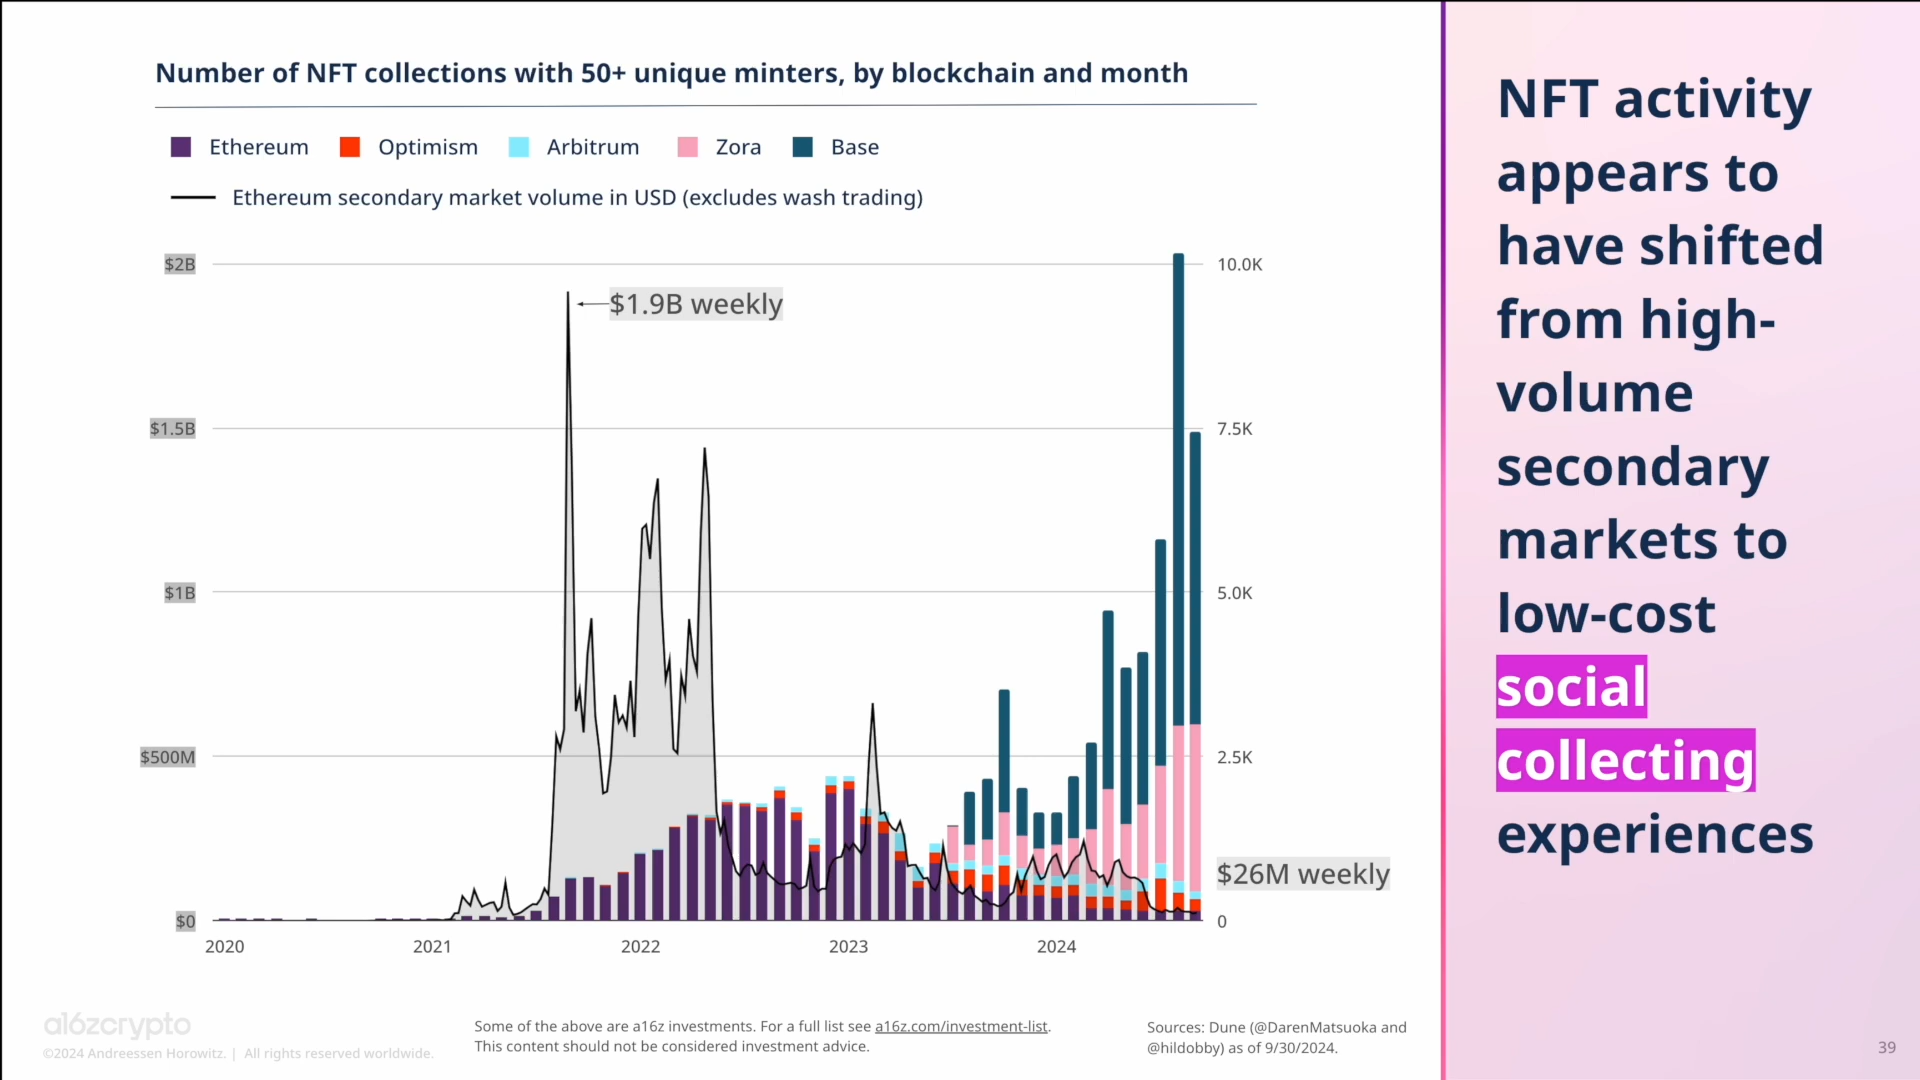 Number of NFT collections with 50+ unique minters, by blockchain and month
Ethereum Optimism Arbitrum Zora Base
Ethereum secondary market volume in USD (excludes wash trading)
$2B
$1.5B
$1B
$500M
$0
$1.9B weekly
10.0K
7.5K
5.0K
2.5K
0
$26M weekly
2020 2021 2022 2023 2024
NFT activity
appears to
have shifted
from high-
volume
secondary
markets to
low-cost
social
collecting
experiences
a16zcrypto
©2024 Andreessen Horowitz. | All rights reserved worldwide.
Some of the above are a16z investments. For a full list see a16z.com/investment-list.
This content should not be considered investment advice.
Sources: Dune (@DarenMatsuoka and
@hildobby) as of 9/30/2024.
39